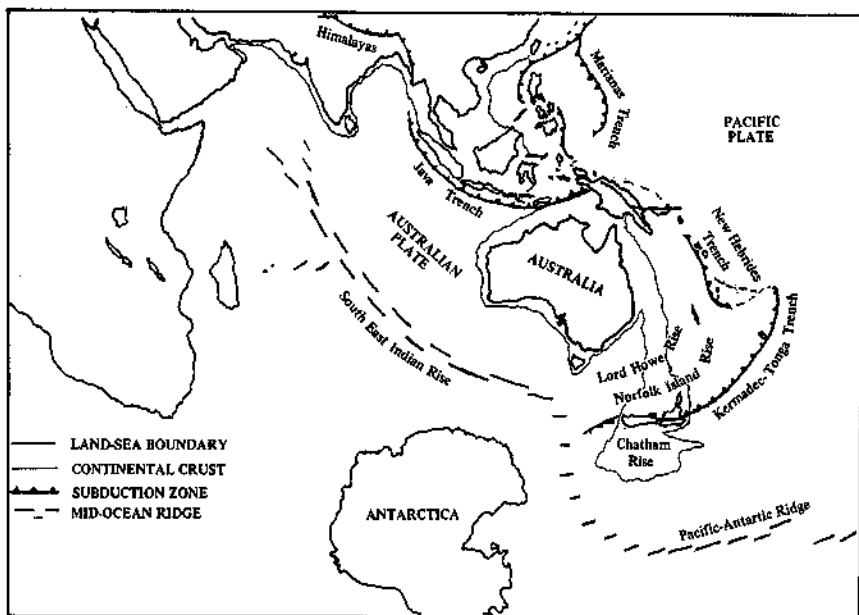 Himalayas
Marianas
Trench
PACIFIC
PLATE
Java Trench
AUSTRALIAN
PLATE
AUSTRALIA
New Hebrides
Trench
South East Indian Rise
Lord Howe Rise
Norfolk Island Rise
Kermadec-Tonga Trench
Chatham
Rise
LAND-SEA BOUNDARY
CONTINENTAL CRUST
SUBDUCTION ZONE
MID-OCEAN RIDGE
ANTARCTICA
Pacific-Antartic Ridge